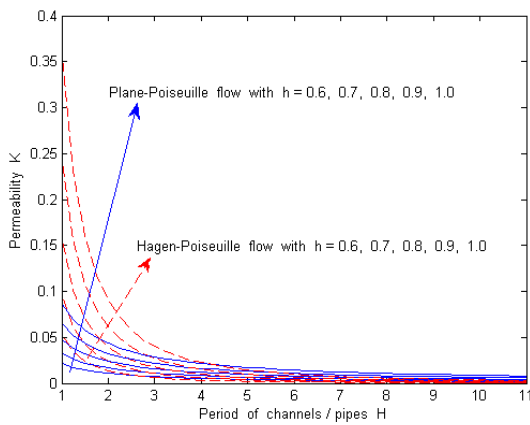 0.4
0.35
0.3
0.25
0.2
0.15
0.1
0.05
0
Permeability K
Plane-Poiseuille flow with h = 0.6, 0.7, 0.8, 0.9, 1.0
Hagen-Poiseuille flow with h = 0.6, 0.7, 0.8, 0.9, 1.0
1 2 3 4 5 6 7 8 9 10 11
Period of channels / pipes H